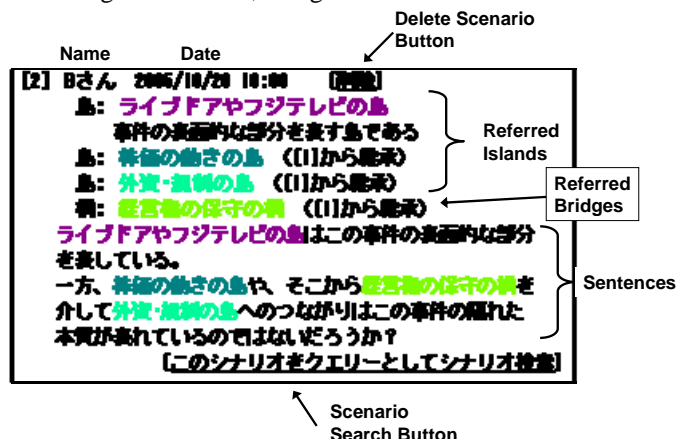 Delete Scenario
Button
Name Date
[2] Bさん 2005/10/20 10:00 [削除]
島: ライブドアやフジテレビの島
事件の表面的な部分を表す島である
島: 株価の動きの島 ([1]から継承)
島: 外資・規制の島 ([1]から継承)
橋: 経営権の保守の橋 ([1]から継承)
Referred
Islands
Referred
Bridges
ライブドアやフジテレビの島はこの事件の表面的な部分
を表している。
一方、株価の動きの島や、そこから経営権の保守の橋を
介して外資・規制の島へのつながりはこの事件の隠れた
本質が表れているのではないだろうか?
Sentences
[このシナリオをクエリーとしてシナリオ検索]
Scenario
Search Button